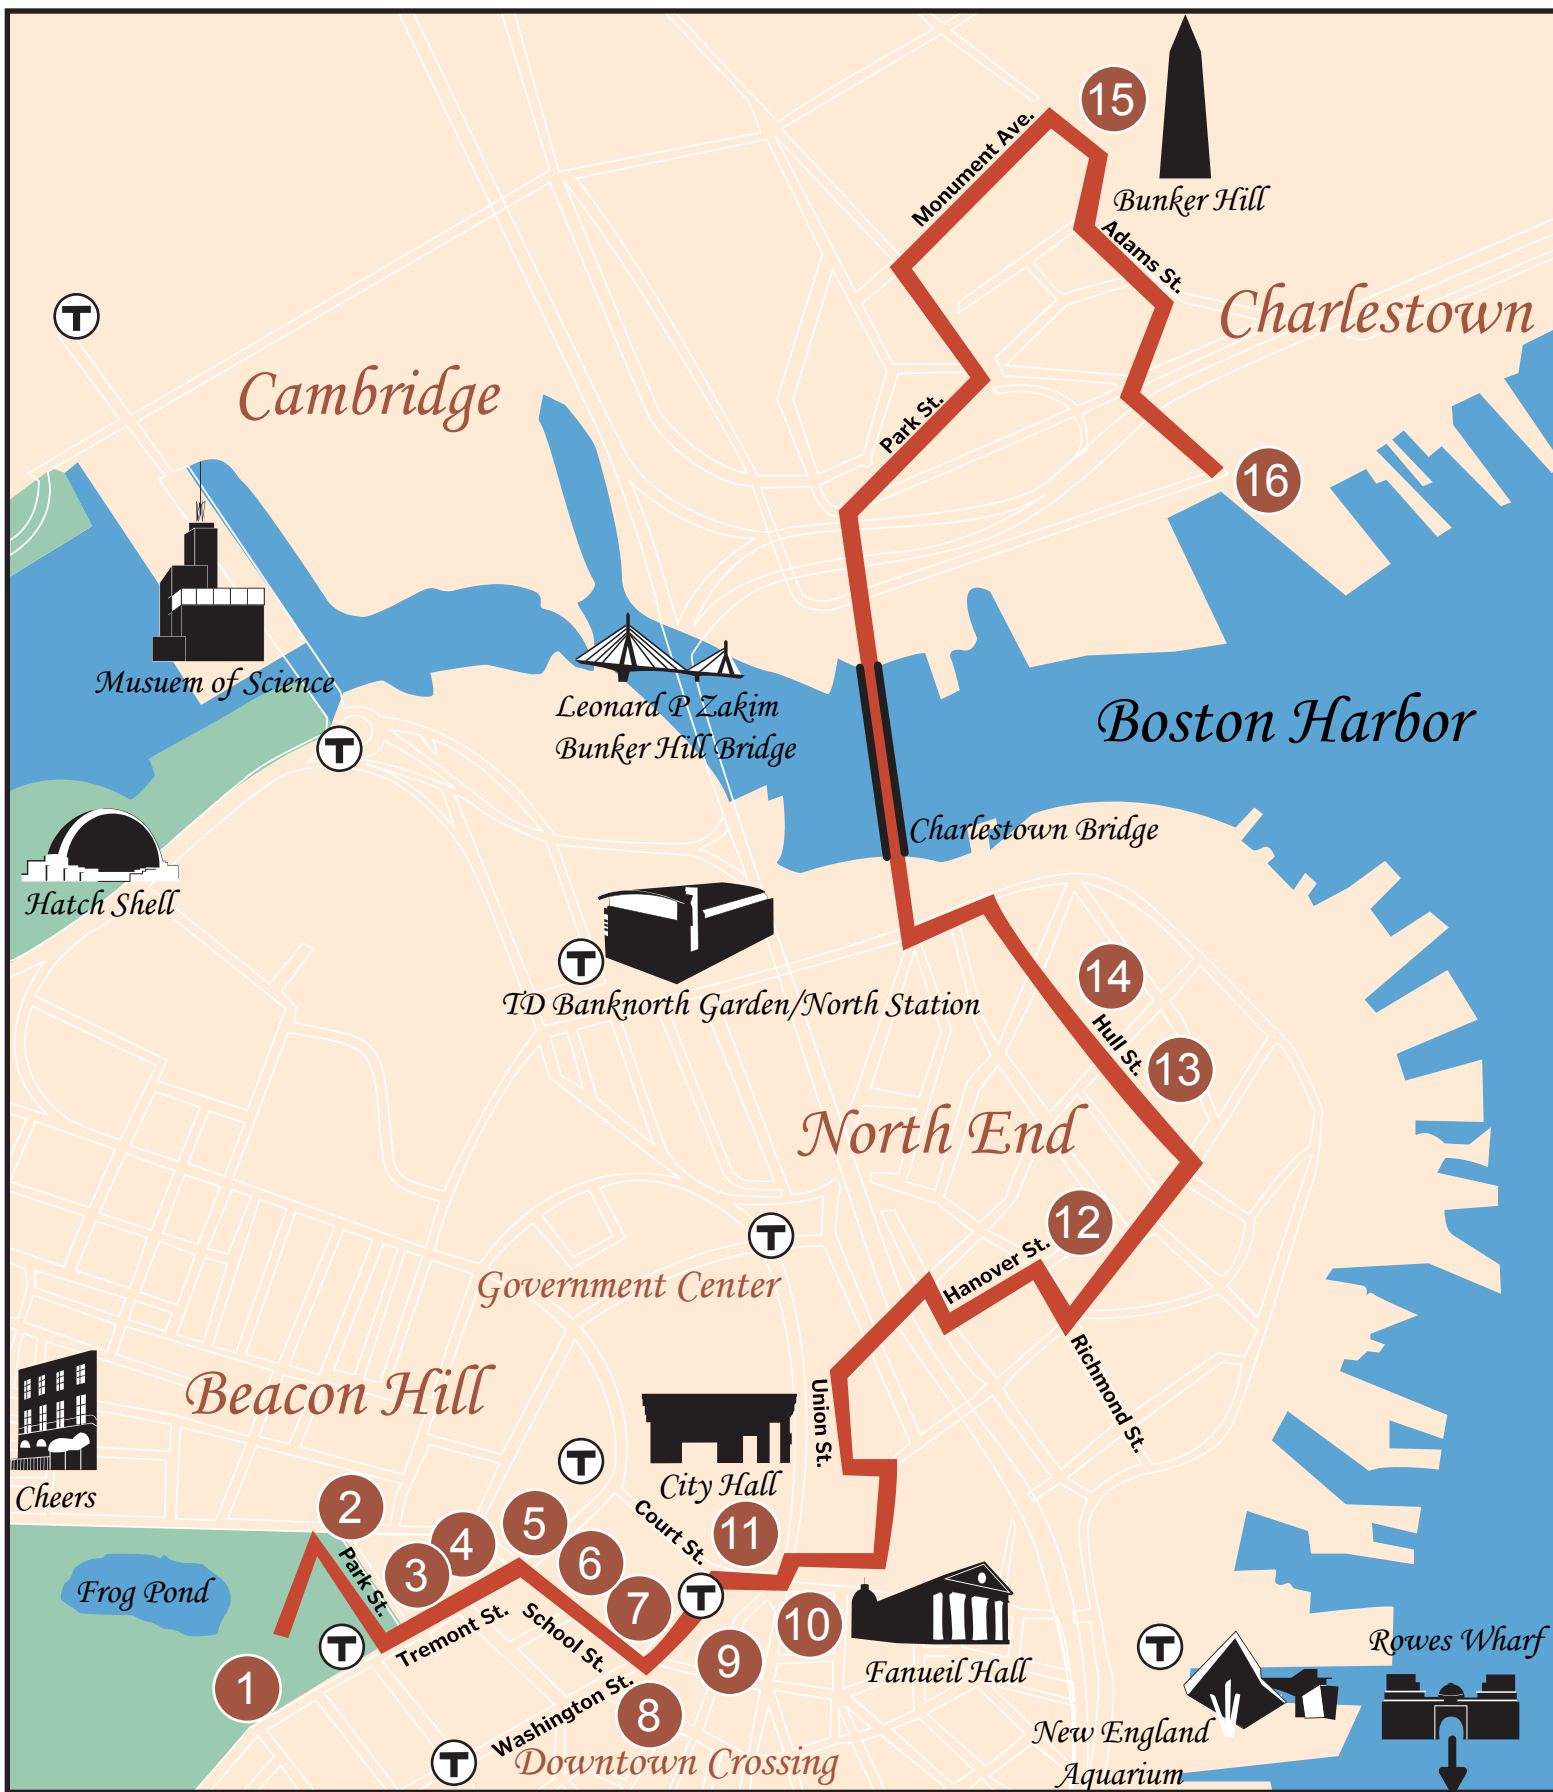 15
Monument Ave.
Bunker Hill
Adams St.
Charlestown
T
Cambridge
Park St.
16
Musuem of Science
Leonard P Zakim
Bunker Hill Bridge
Boston Harbor
T
Charlestown Bridge
Hatch Shell
T
TD Banknorth Garden/North Station
14
Hull St.
13
North End
12
T
Hanover St.
Government Center
Richmond St.
Beacon Hill
Union St.
City Hall
T
Cheers
2
Park St.
3
4
5
6
7
Court St.
11
T
10
9
8
Frog Pond
1
T
Tremont St.
School St.
Washington St.
T
Downtown Crossing
Fanueil Hall
T
New England
Aquarium
Rowes Wharf